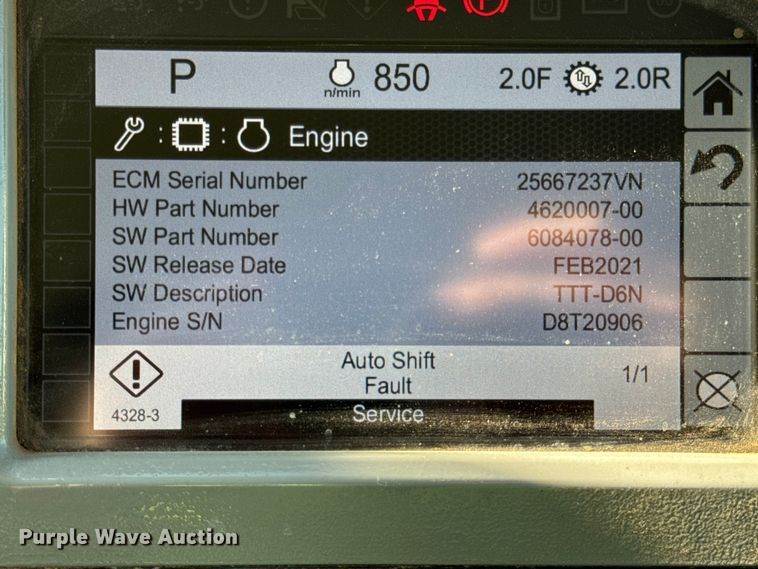 P n/min 850 2.0F 2.0R
: : Engine
ECM Serial Number 25667237VN
HW Part Number 4620007-00
SW Part Number 6084078-00
SW Release Date FEB2021
SW Description TTT-D6N
Engine S/N D8T20906
Auto Shift
Fault
1/1
4328-3
Service
Purple Wave Auction